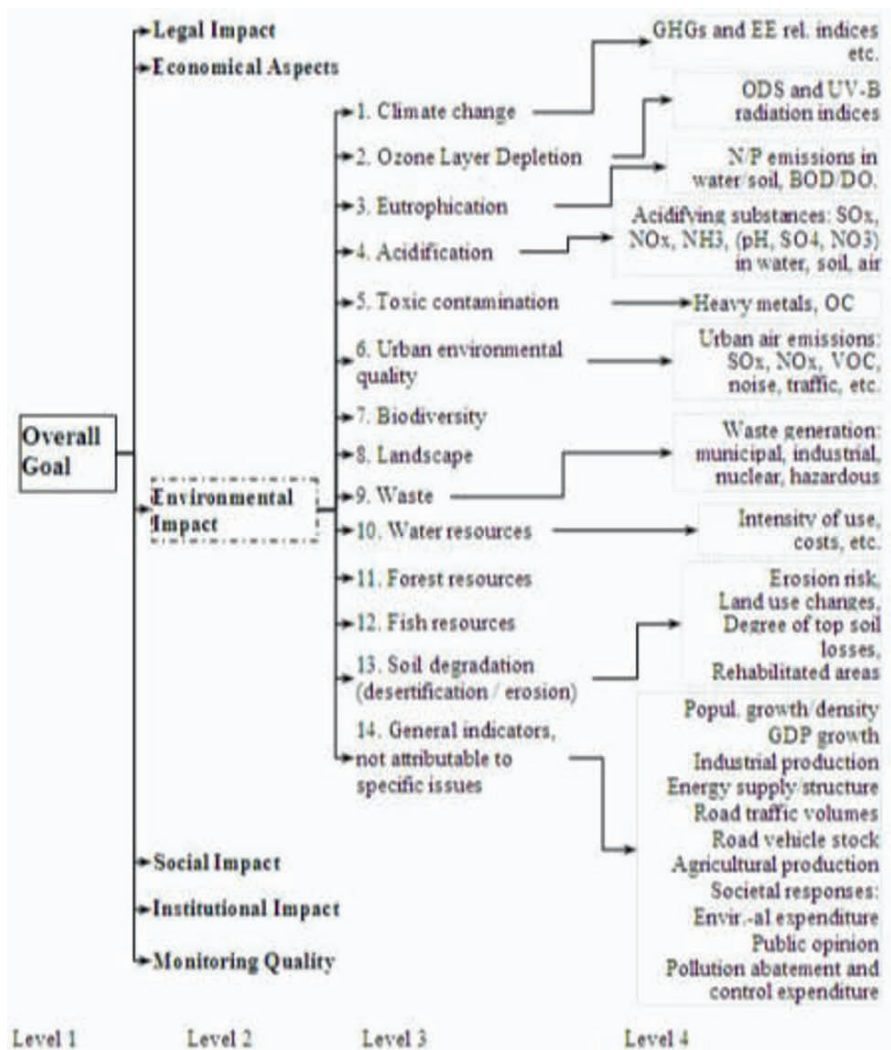 Legal Impact
Economical Aspects
Overall
Goal
Environmental
Impact
Social Impact
Institutional Impact
Monitoring Quality
1. Climate change
2. Ozone Layer Depletion
3. Eutrophication
4. Acidification
5. Toxic contamination
6. Urban environmental
quality
7. Biodiversity
8. Landscape
9. Waste
10. Water resources
11. Forest resources
12. Fish resources
13. Soil degradation
(desertification / erosion)
14. General indicators,
not attributable to
specific issues
GHGs and EE rel. indices
etc.
ODS and UV-B
radiation indices
N/P emissions in
water/soil, BOD/DO.
Acidifying substances: SOx,
NOx, NH3, (pH, SO4, NO3)
in water, soil, air
Heavy metals, OC
Urban air emissions:
SOx, NOx, VOC,
noise, traffic, etc.
Waste generation:
municipal, industrial,
nuclear, hazardous
Intensity of use,
costs, etc.
Erosion risk,
Land use changes,
Degree of top soil
losses,
Rehabilitated areas
Popul. growth/density
GDP growth
Industrial production
Energy supply/structure
Road traffic volumes
Road vehicle stock
Agricultural production
Societal responses:
Envir.-al expenditure
Public opinion
Pollution abatement and
control expenditure
Level 1
Level 2
Level 3
Level 4